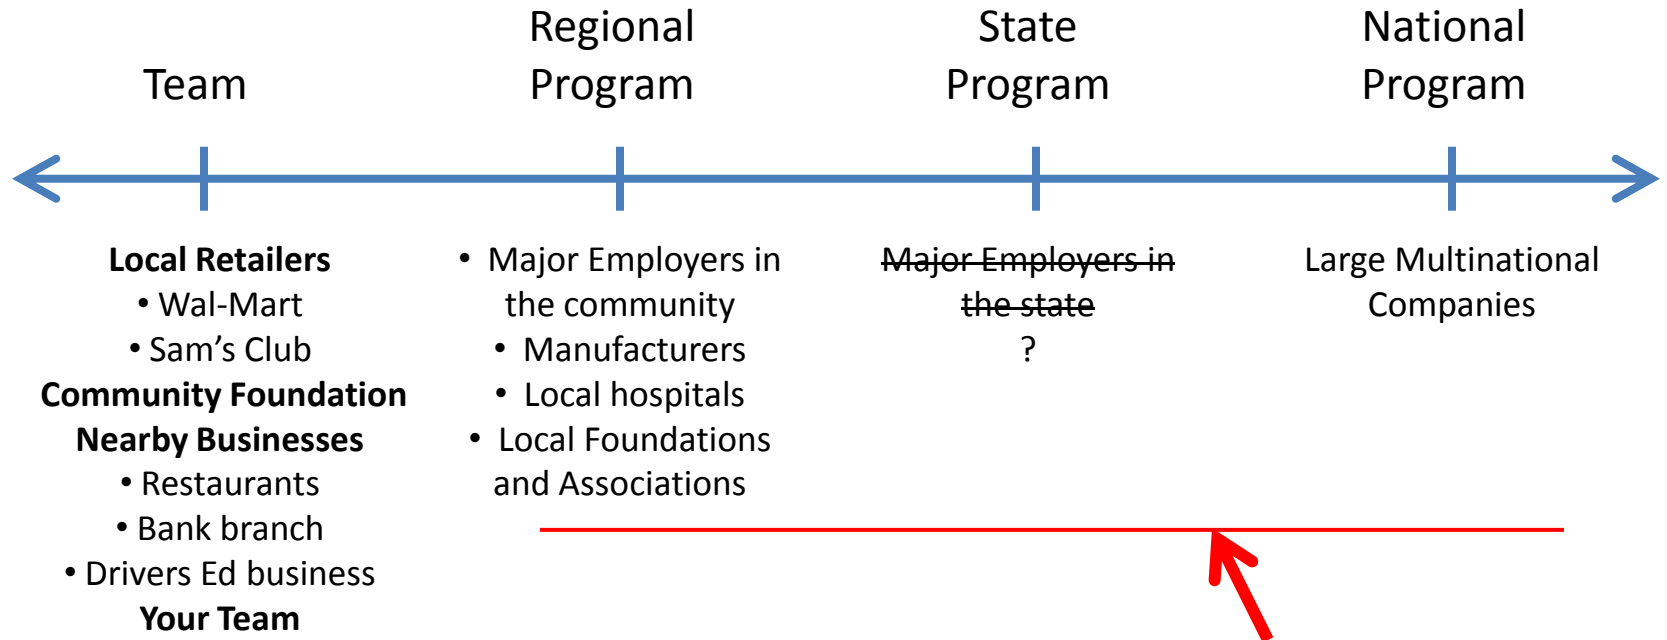 Team
Regional
Program
State
Program
National
Program
Local Retailers
• Wal-Mart
• Sam’s Club
Community Foundation
Nearby Businesses
• Restaurants
• Bank branch
• Drivers Ed business
Your Team
• Major Employers in
the community
• Manufacturers
• Local hospitals
• Local Foundations
and Associations
Major Employers in
the state
?
Large Multinational
Companies